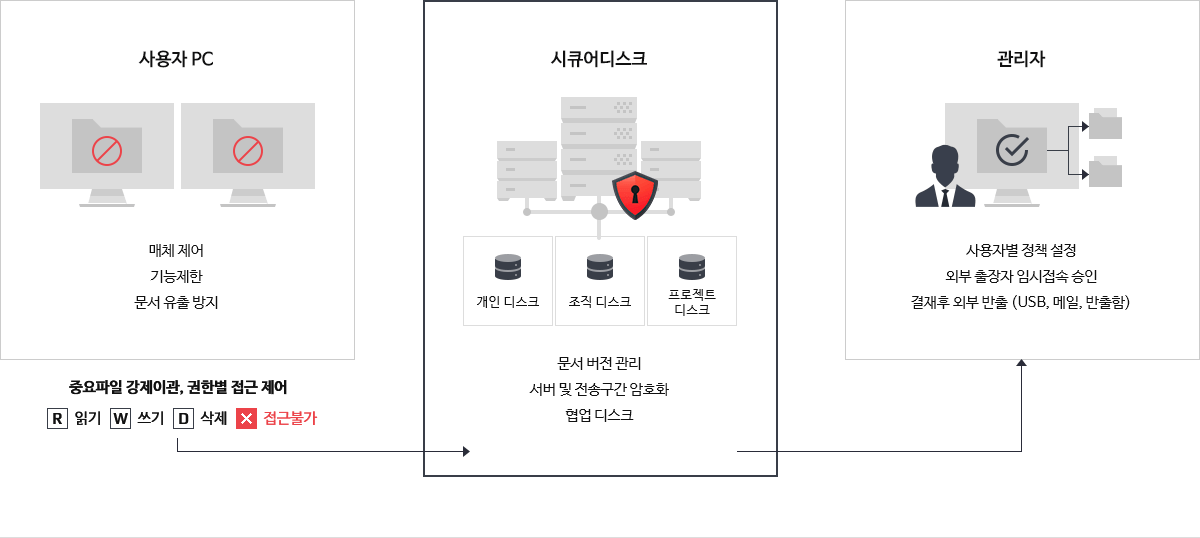 사용자 PC
매체 제어
기능제한
문서 유출 방지
중요파일 강제이관, 권한별 접근 제어
R 읽기 W 쓰기 D 삭제 접근불가
시큐어디스크
개인 디스크
조직 디스크
프로젝트
디스크
문서 버전 관리
서버 및 전송구간 암호화
협업 디스크
관리자
사용자별 정책 설정
외부 출장자 임시접속 승인
결재후 외부 반출 (USB, 메일, 반출함)